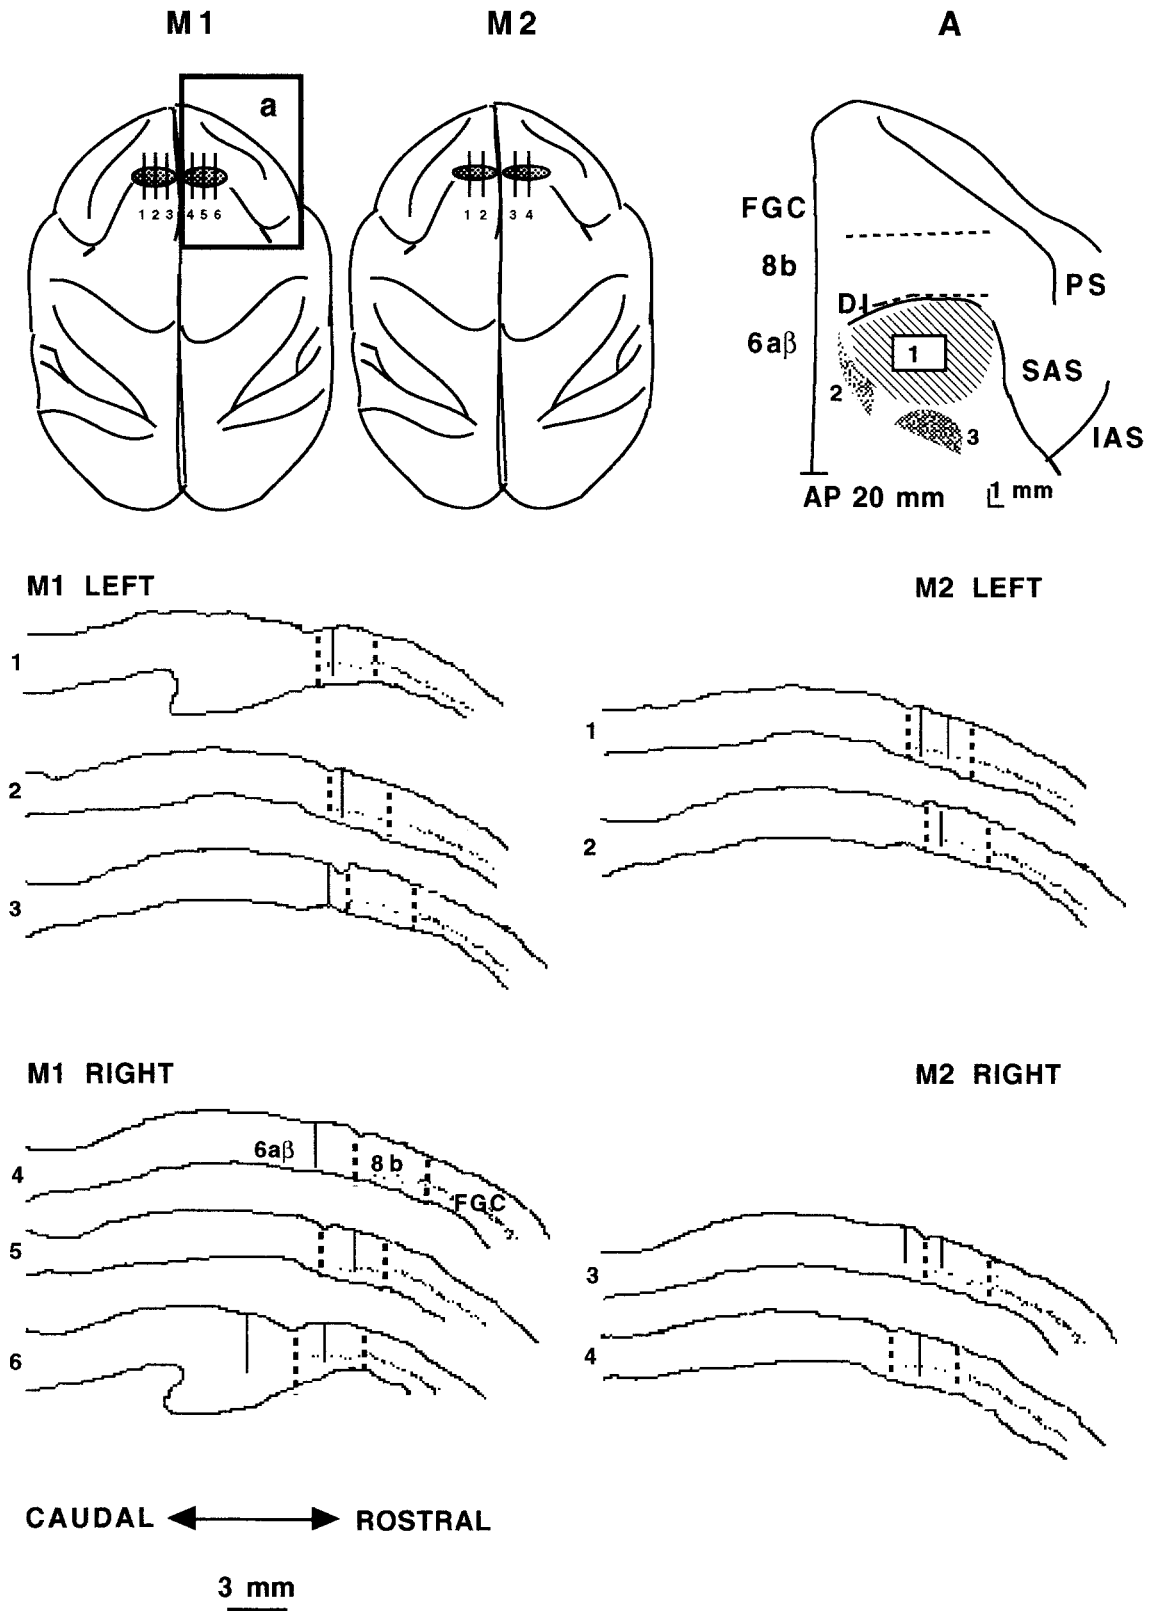 M1 M2 A
a
1 2 3 4 5 6
1 2 3 4
FGC
8b
DI
6aβ
1
2
3
PS
SAS
IAS
AP 20 mm
1 mm
M1 LEFT
1
2
3
M2 LEFT
1
2
M1 RIGHT
4
6aβ 8b FGC
5
6
M2 RIGHT
3
4
CAUDAL ROSTRAL
3 mm